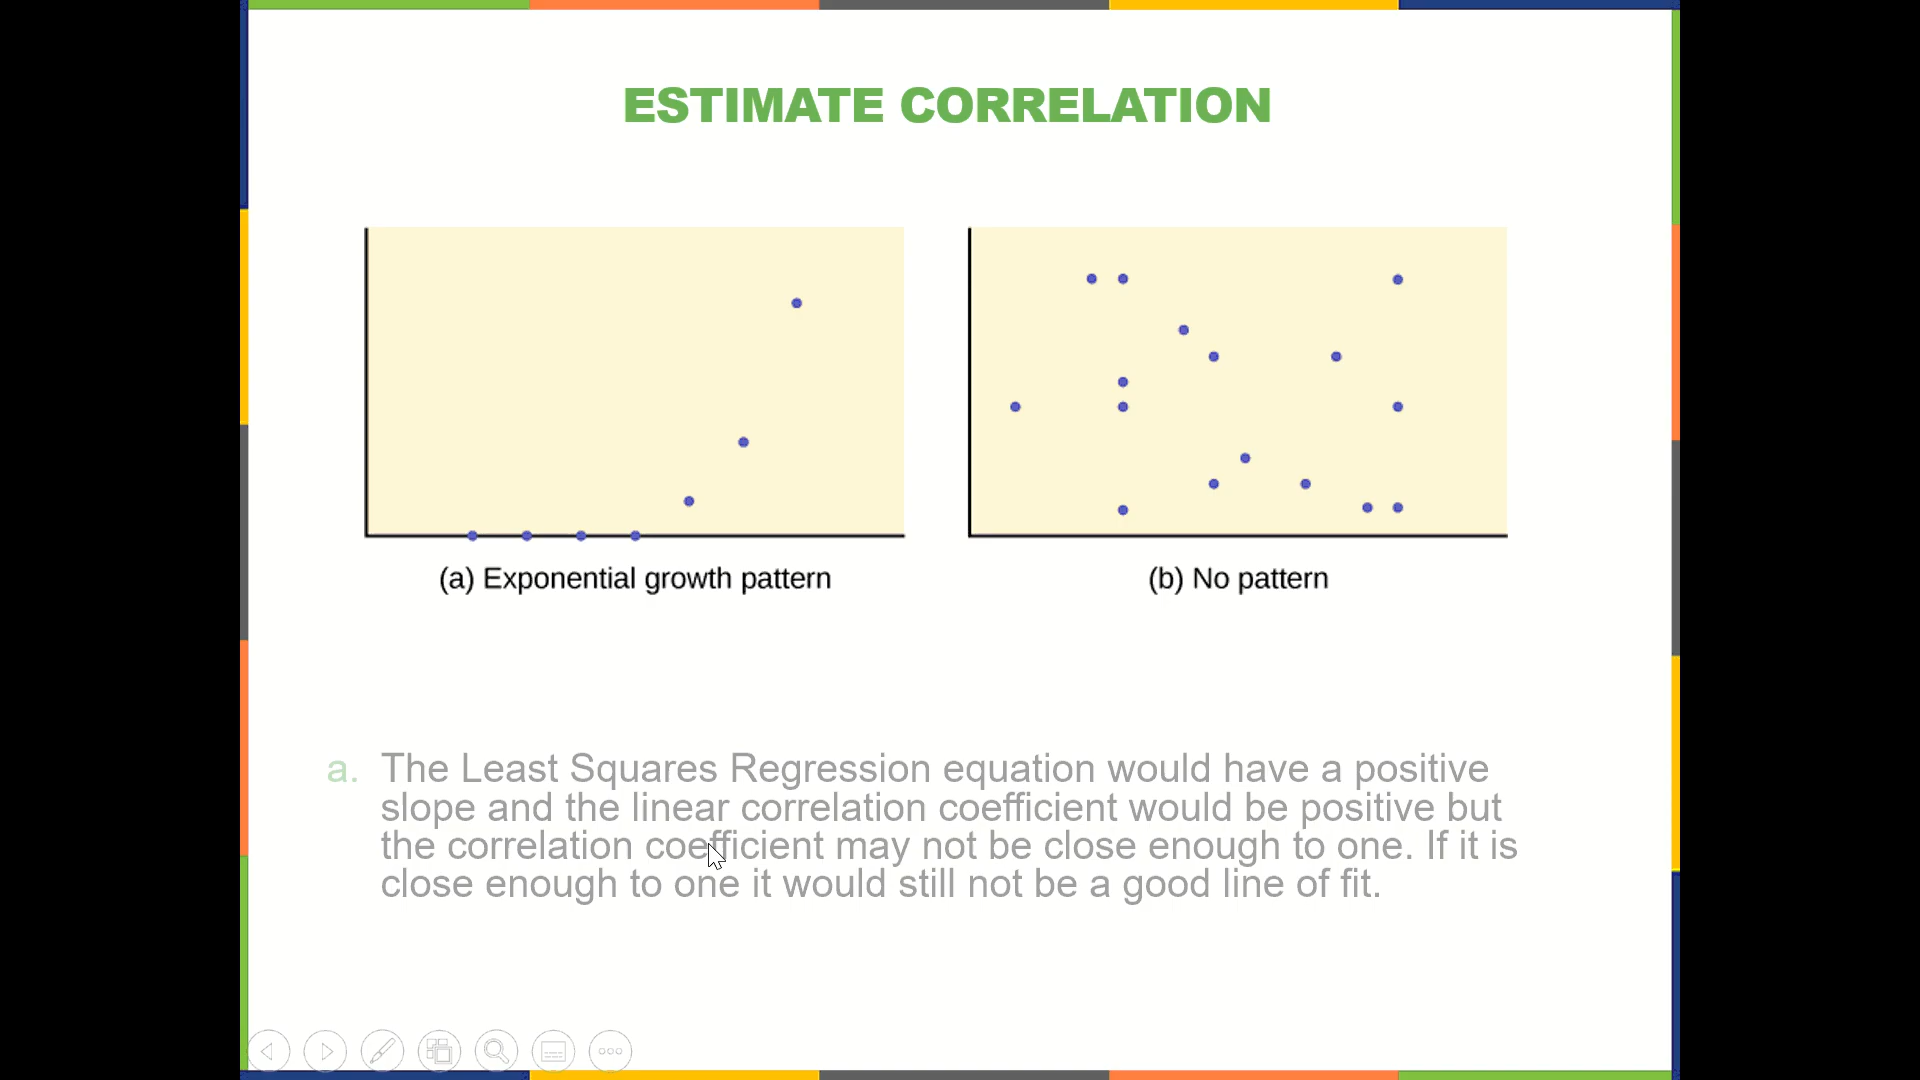 ESTIMATE CORRELATION
(a) Exponential growth pattern
(b) No pattern
a. The Least Squares Regression equation would have a positive
slope and the linear correlation coefficient would be positive but
the correlation coefficient may not be close enough to one. If it is
close enough to one it would still not be a good line of fit.